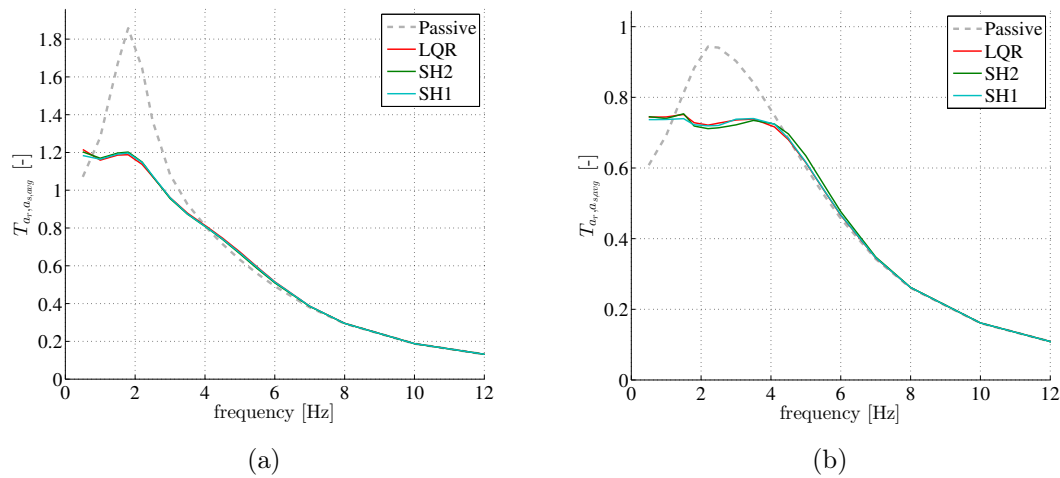 Passive
LQR
SH2
SH1
1.8
1.6
1.4
1.2
1
0.8
0.6
0.4
0.2
0
T_{a_r,a_{s,avg}} [-]
0 2 4 6 8 10 12
frequency [Hz]
(a)
Passive
LQR
SH2
SH1
1
0.8
0.6
0.4
0.2
0
T_{a_r,a_{s,avg}} [-]
0 2 4 6 8 10 12
frequency [Hz]
(b)